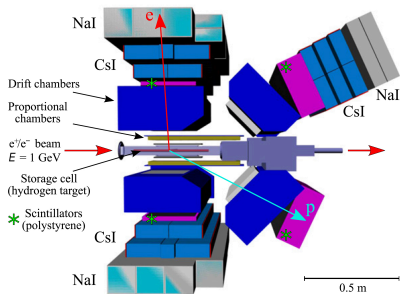 NaI
e
CsI
Drift chambers
Proportional
chambers
e⁺/e⁻ beam
E = 1 GeV
Storage cell
(hydrogen target)
Scintillators
(polystyrene)
CsI
NaI
CsI
NaI
p
0.5 m